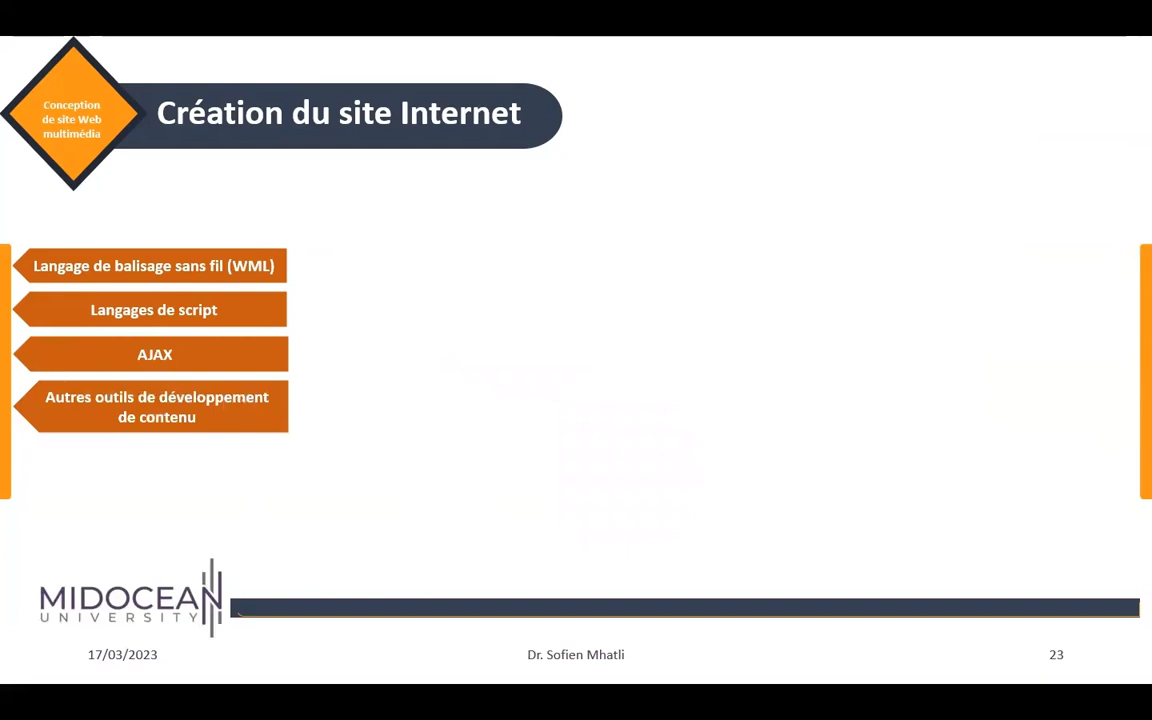 Conception
de site Web
multimédia
Création du site Internet
Langage de balisage sans fil (WML)
Langages de script
AJAX
Autres outils de développement
de contenu
MIDOCEAN
UNIVERSITY
17/03/2023
Dr. Sofien Mhatli
23